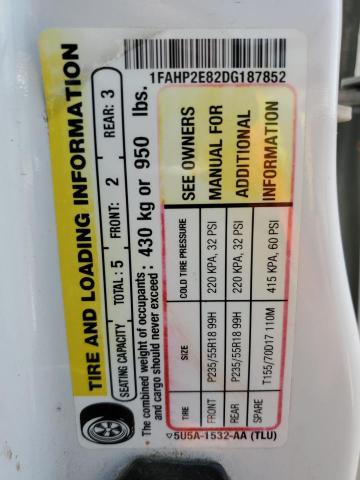 TIRE AND LOADING INFORMATION
SEATING CAPACITY TOTAL : 5 FRONT: 2 REAR: 3
The combined weight of occupants and cargo should never exceed : 430 kg or 950 lbs.
TIRE SIZE COLD TIRE PRESSURE
FRONT P235/55R18 99H 220 KPA, 32 PSI
REAR P235/55R18 99H 220 KPA, 32 PSI
SPARE T155/70D17 110M 415 KPA, 60 PSI
SEE OWNERS
MANUAL FOR
ADDITIONAL
INFORMATION
5U5A-1532-AA (TLU)
1FAHP2E82DG187852